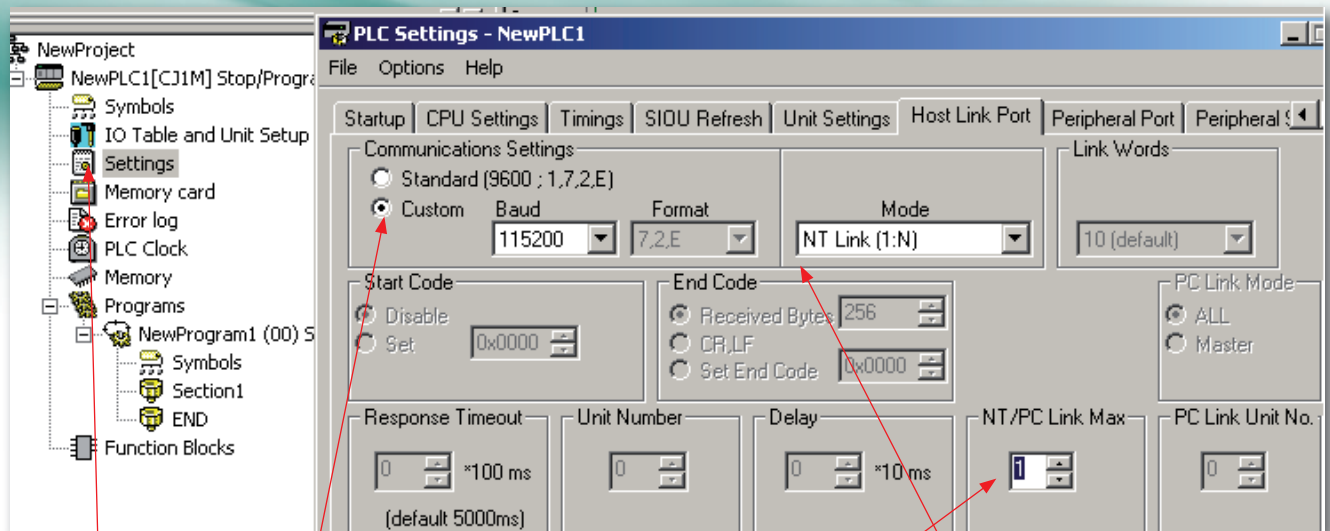 NewProject
NewPLC1[CJ1M] Stop/Progra
Symbols
IO Table and Unit Setup
Settings
Memory card
Error log
PLC Clock
Memory
Programs
NewProgram1 (00) S
Symbols
Section1
END
Function Blocks
PLC Settings - NewPLC1
File Options Help
Startup CPU Settings Timings SIOU Refresh Unit Settings Host Link Port Peripheral Port Peripheral
Communications Settings
Link Words
Standard (9600 ; 1,7,2,E)
Custom Baud Format Mode
115200 7,2,E NT Link (1:N) 10 (default)
Start Code End Code PC Link Mode
Disable Received Bytes 256 ALL
Set 0x0000 CR,LF Master
Set End Code 0x0000
Response Timeout Unit Number Delay NT/PC Link Max PC Link Unit No.
0 *100 ms 0 0 *10 ms 1 0
(default 5000ms)